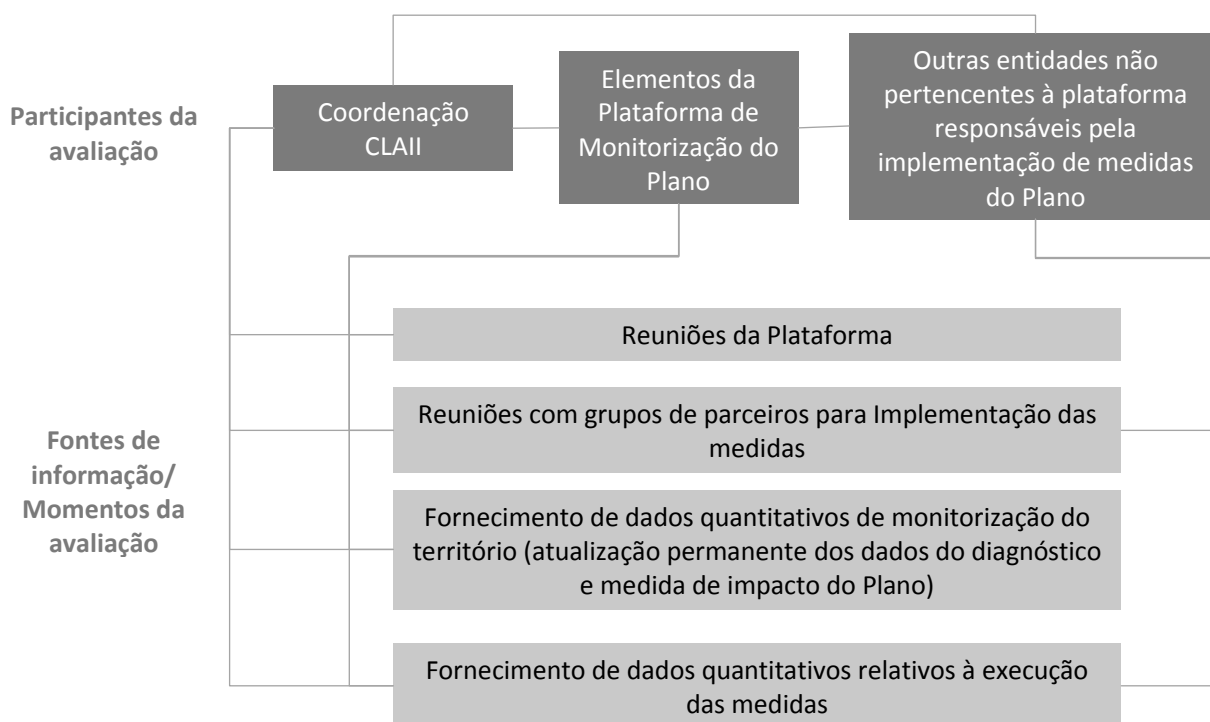 Participantes da
avaliação
Coordenação
CLAII
Elementos da
Plataforma de
Monitorização do
Plano
Outras entidades não
pertencentes à plataforma
responsáveis pela
implementação de medidas
do Plano
Fontes de
informação/
Momentos da
avaliação
Reuniões da Plataforma
Reuniões com grupos de parceiros para Implementação das
medidas
Fornecimento de dados quantitativos de monitorização do
território (atualização permanente dos dados do diagnóstico
e medida de impacto do Plano)
Fornecimento de dados quantitativos relativos à execução
das medidas